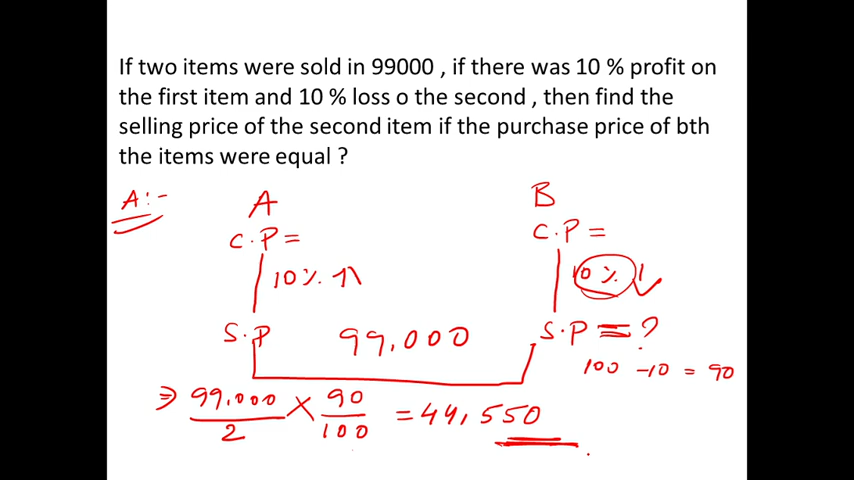 If two items were sold in 99000 , if there was 10 % profit on
the first item and 10 % loss o the second , then find the
selling price of the second item if the purchase price of bth
the items were equal ?
A :-
A B
C.P = C.P =
10% ↑ 10% ↓
S.P 99,000 S.P = ?
100 - 10 = 90
⇒ 99,000/2 × 90/100 = 44,550